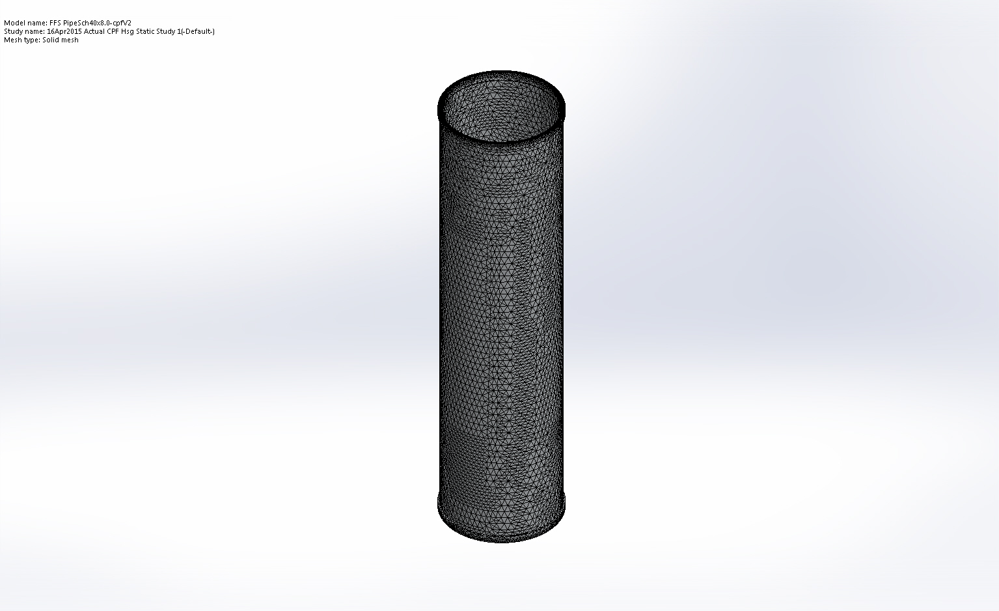 Model name: FFS PipeSch40x8.0-cpfV2
Study name: 16Apr2015 Actual CPF Hsg Static Study 1(-Default-)
Mesh type: Solid mesh